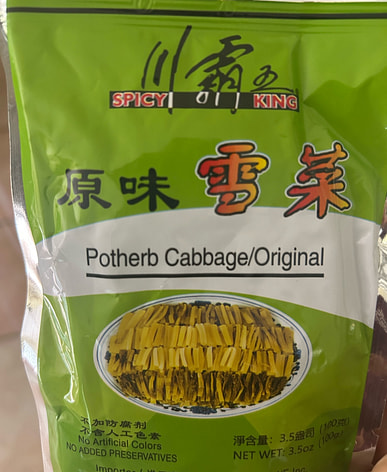 川霸王
SPICY KING
原味 雪菜
Potherb Cabbage/Original
不加防腐剂
不含人工色素
No Artificial Colors
NO ADDED PRESERVATIVES
淨含量: 3.5盎司
NET WT: 3.5oz